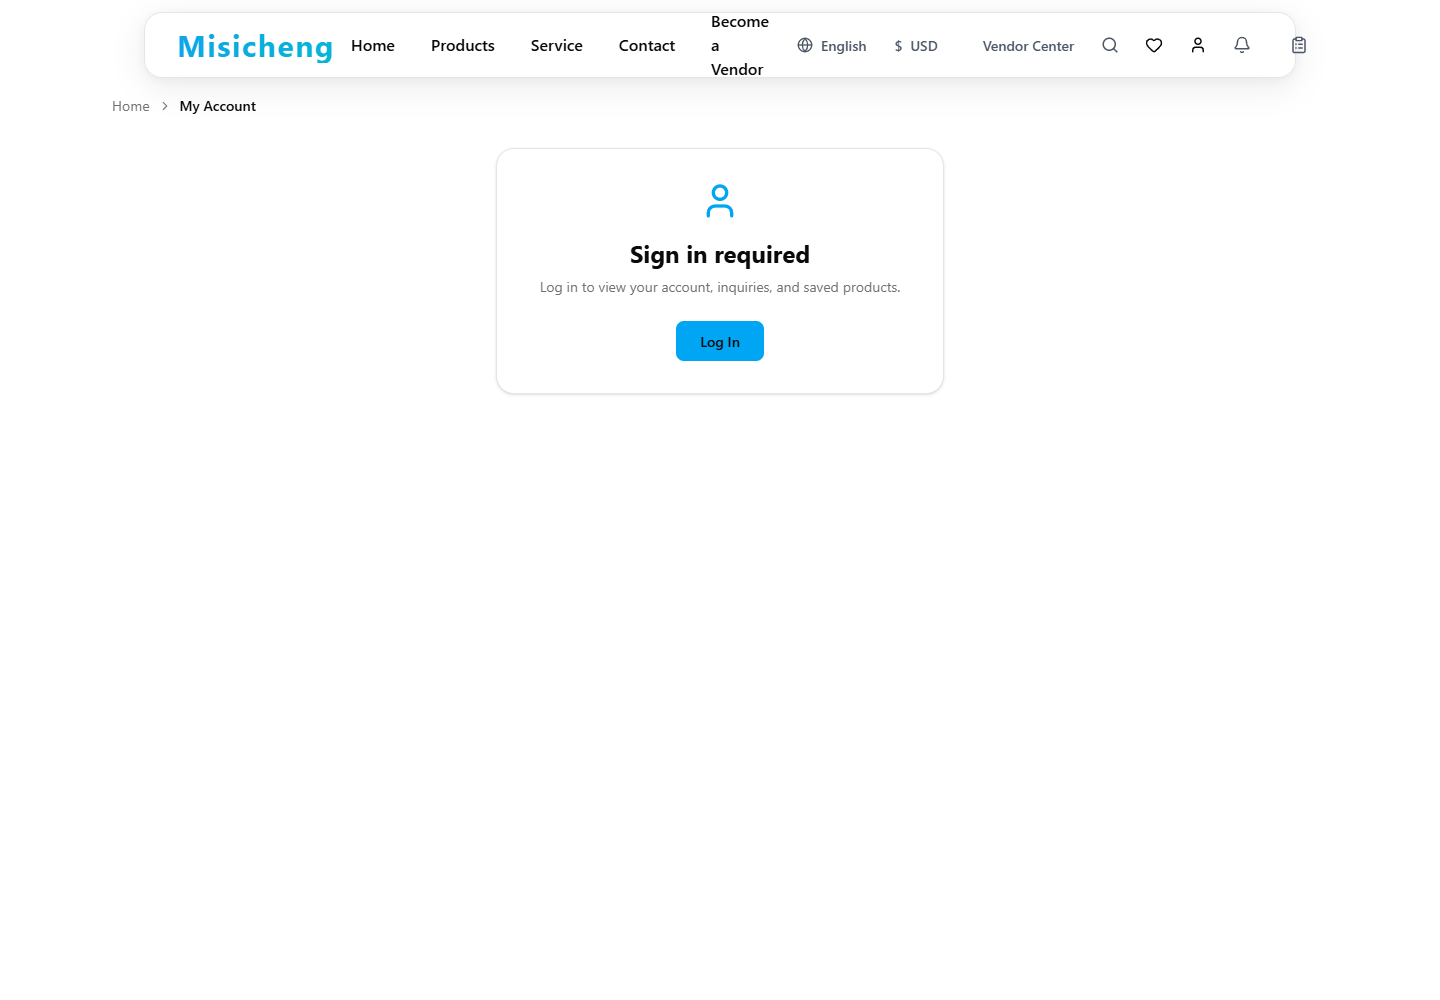 Misicheng
Home
Products
Service
Contact
Become
a
Vendor
English
$ USD
Vendor Center
Home > My Account
Sign in required
Log in to view your account, inquiries, and saved products.
Log In